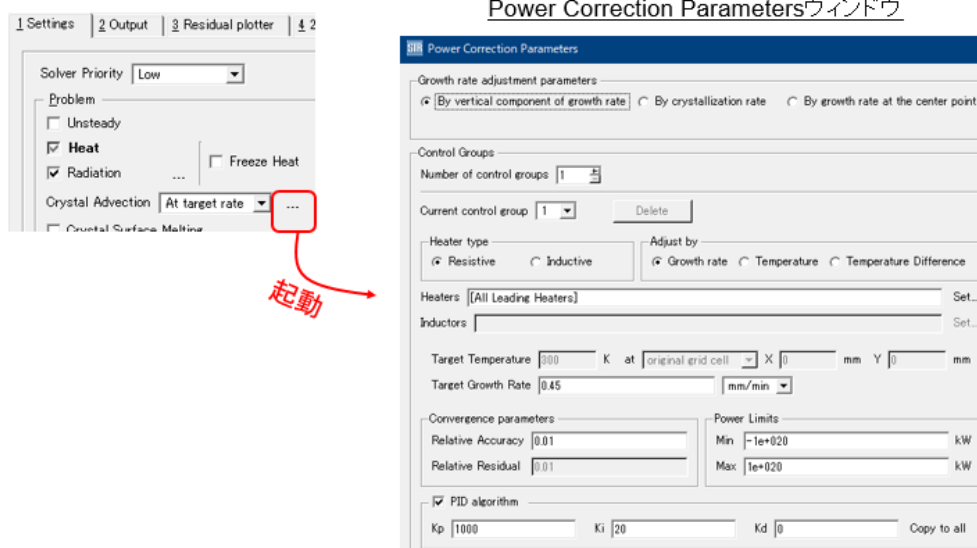 1 Settings 2 Output 3 Residual plotter 4 2
Solver Priority Low
Problem
Unsteady
Heat
Freeze Heat
Radiation ...
Crystal Advection At target rate ...
Crystal Surface Melting
起動
Power Correction Parametersウィンドウ
Power Correction Parameters
Growth rate adjustment parameters
By vertical component of growth rate By crystallization rate By growth rate at the center point
Control Groups
Number of control groups 1
Current control group 1 Delete
Heater type Adjust by
Resistive Inductive Growth rate Temperature Temperature Difference
Heaters [All Leading Heaters] Set...
Inductors Set...
Target Temperature 300 K at original grid cell X 0 mm Y 0 mm
Target Growth Rate 0.45 mm/min
Convergence parameters Power Limits
Relative Accuracy 0.01 Min -1e+020 kW
Relative Residual 0.01 Max 1e+020 kW
PID algorithm
Kp 1000 Ki 20 Kd 0 Copy to all